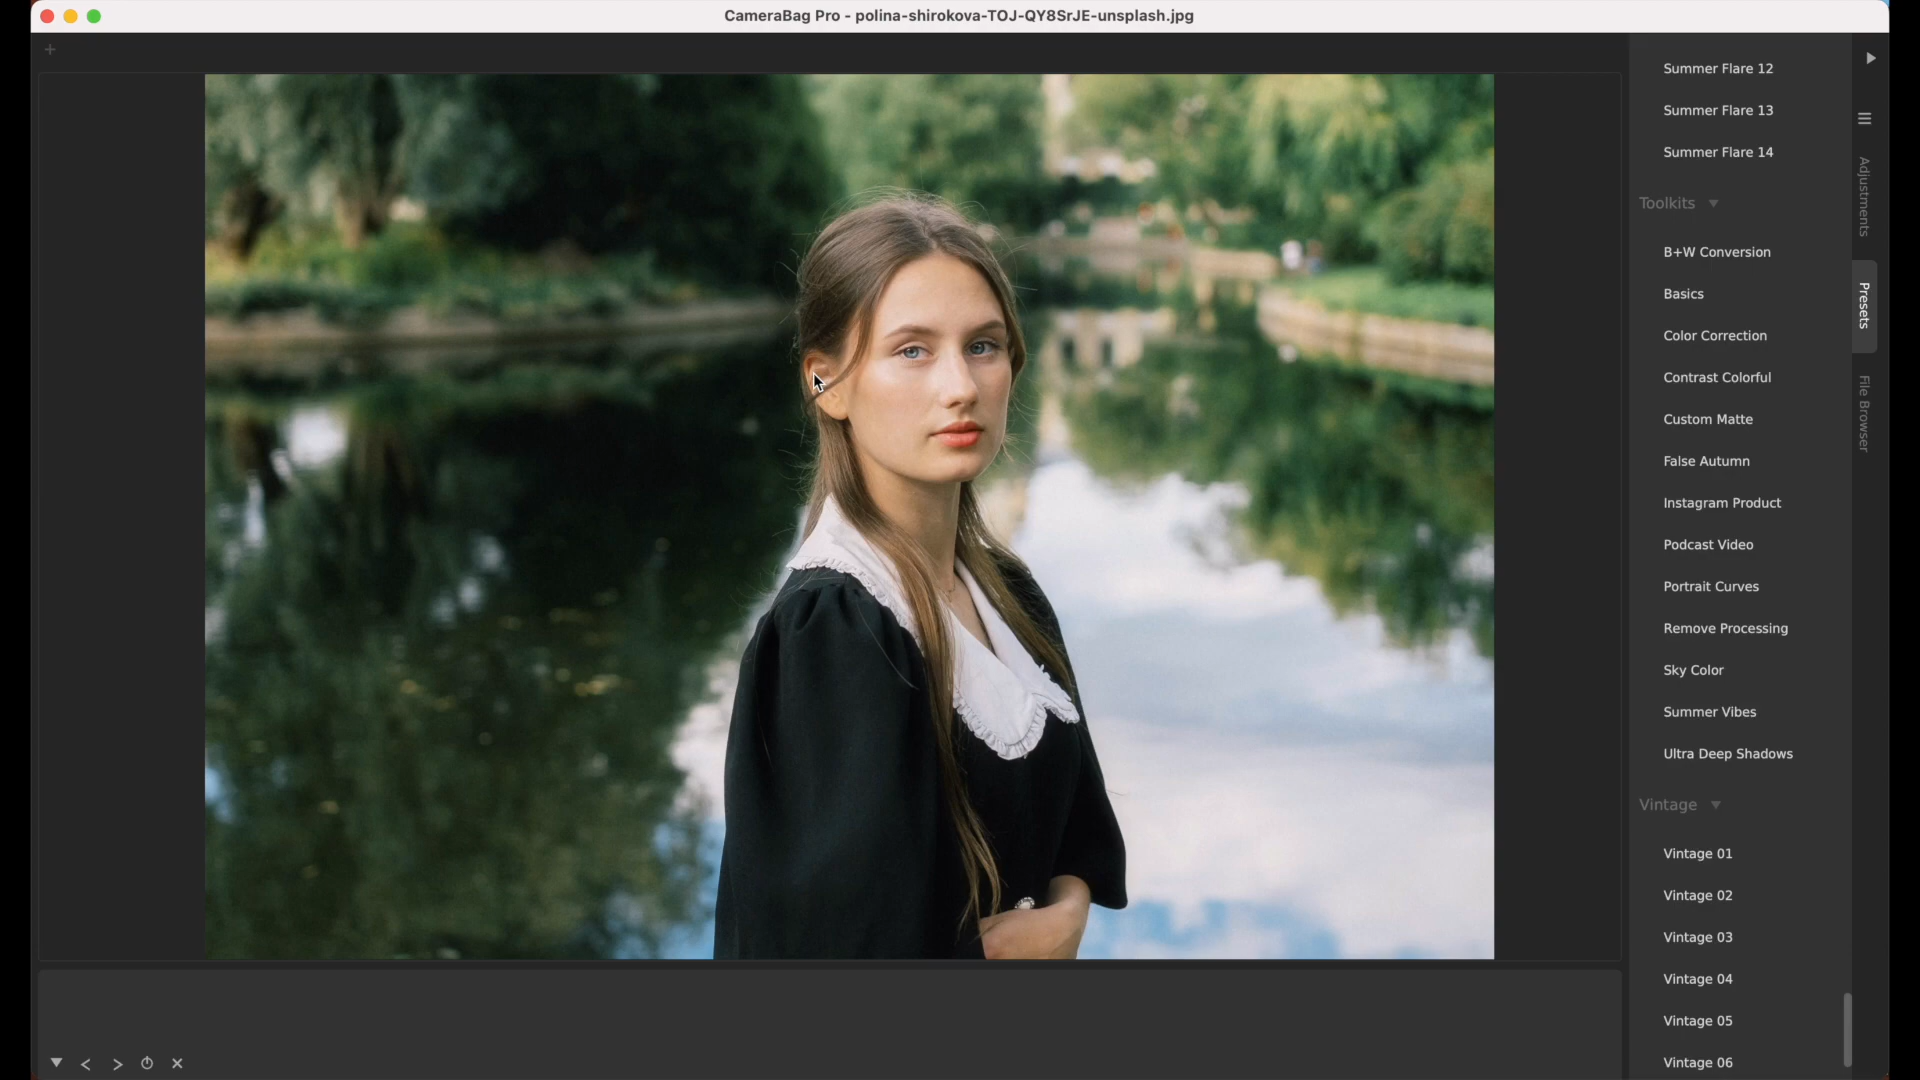 CameraBag Pro - polina-shirokova-TOJ-QY8SrJE-unsplash.jpg
Summer Flare 12
Summer Flare 13
Summer Flare 14
Toolkits
B+W Conversion
Basics
Color Correction
Contrast Colorful
Custom Matte
False Autumn
Instagram Product
Podcast Video
Portrait Curves
Remove Processing
Sky Color
Summer Vibes
Ultra Deep Shadows
Vintage
Vintage 01
Vintage 02
Vintage 03
Vintage 04
Vintage 05
Vintage 06
Adjustments
Presets
File Browser